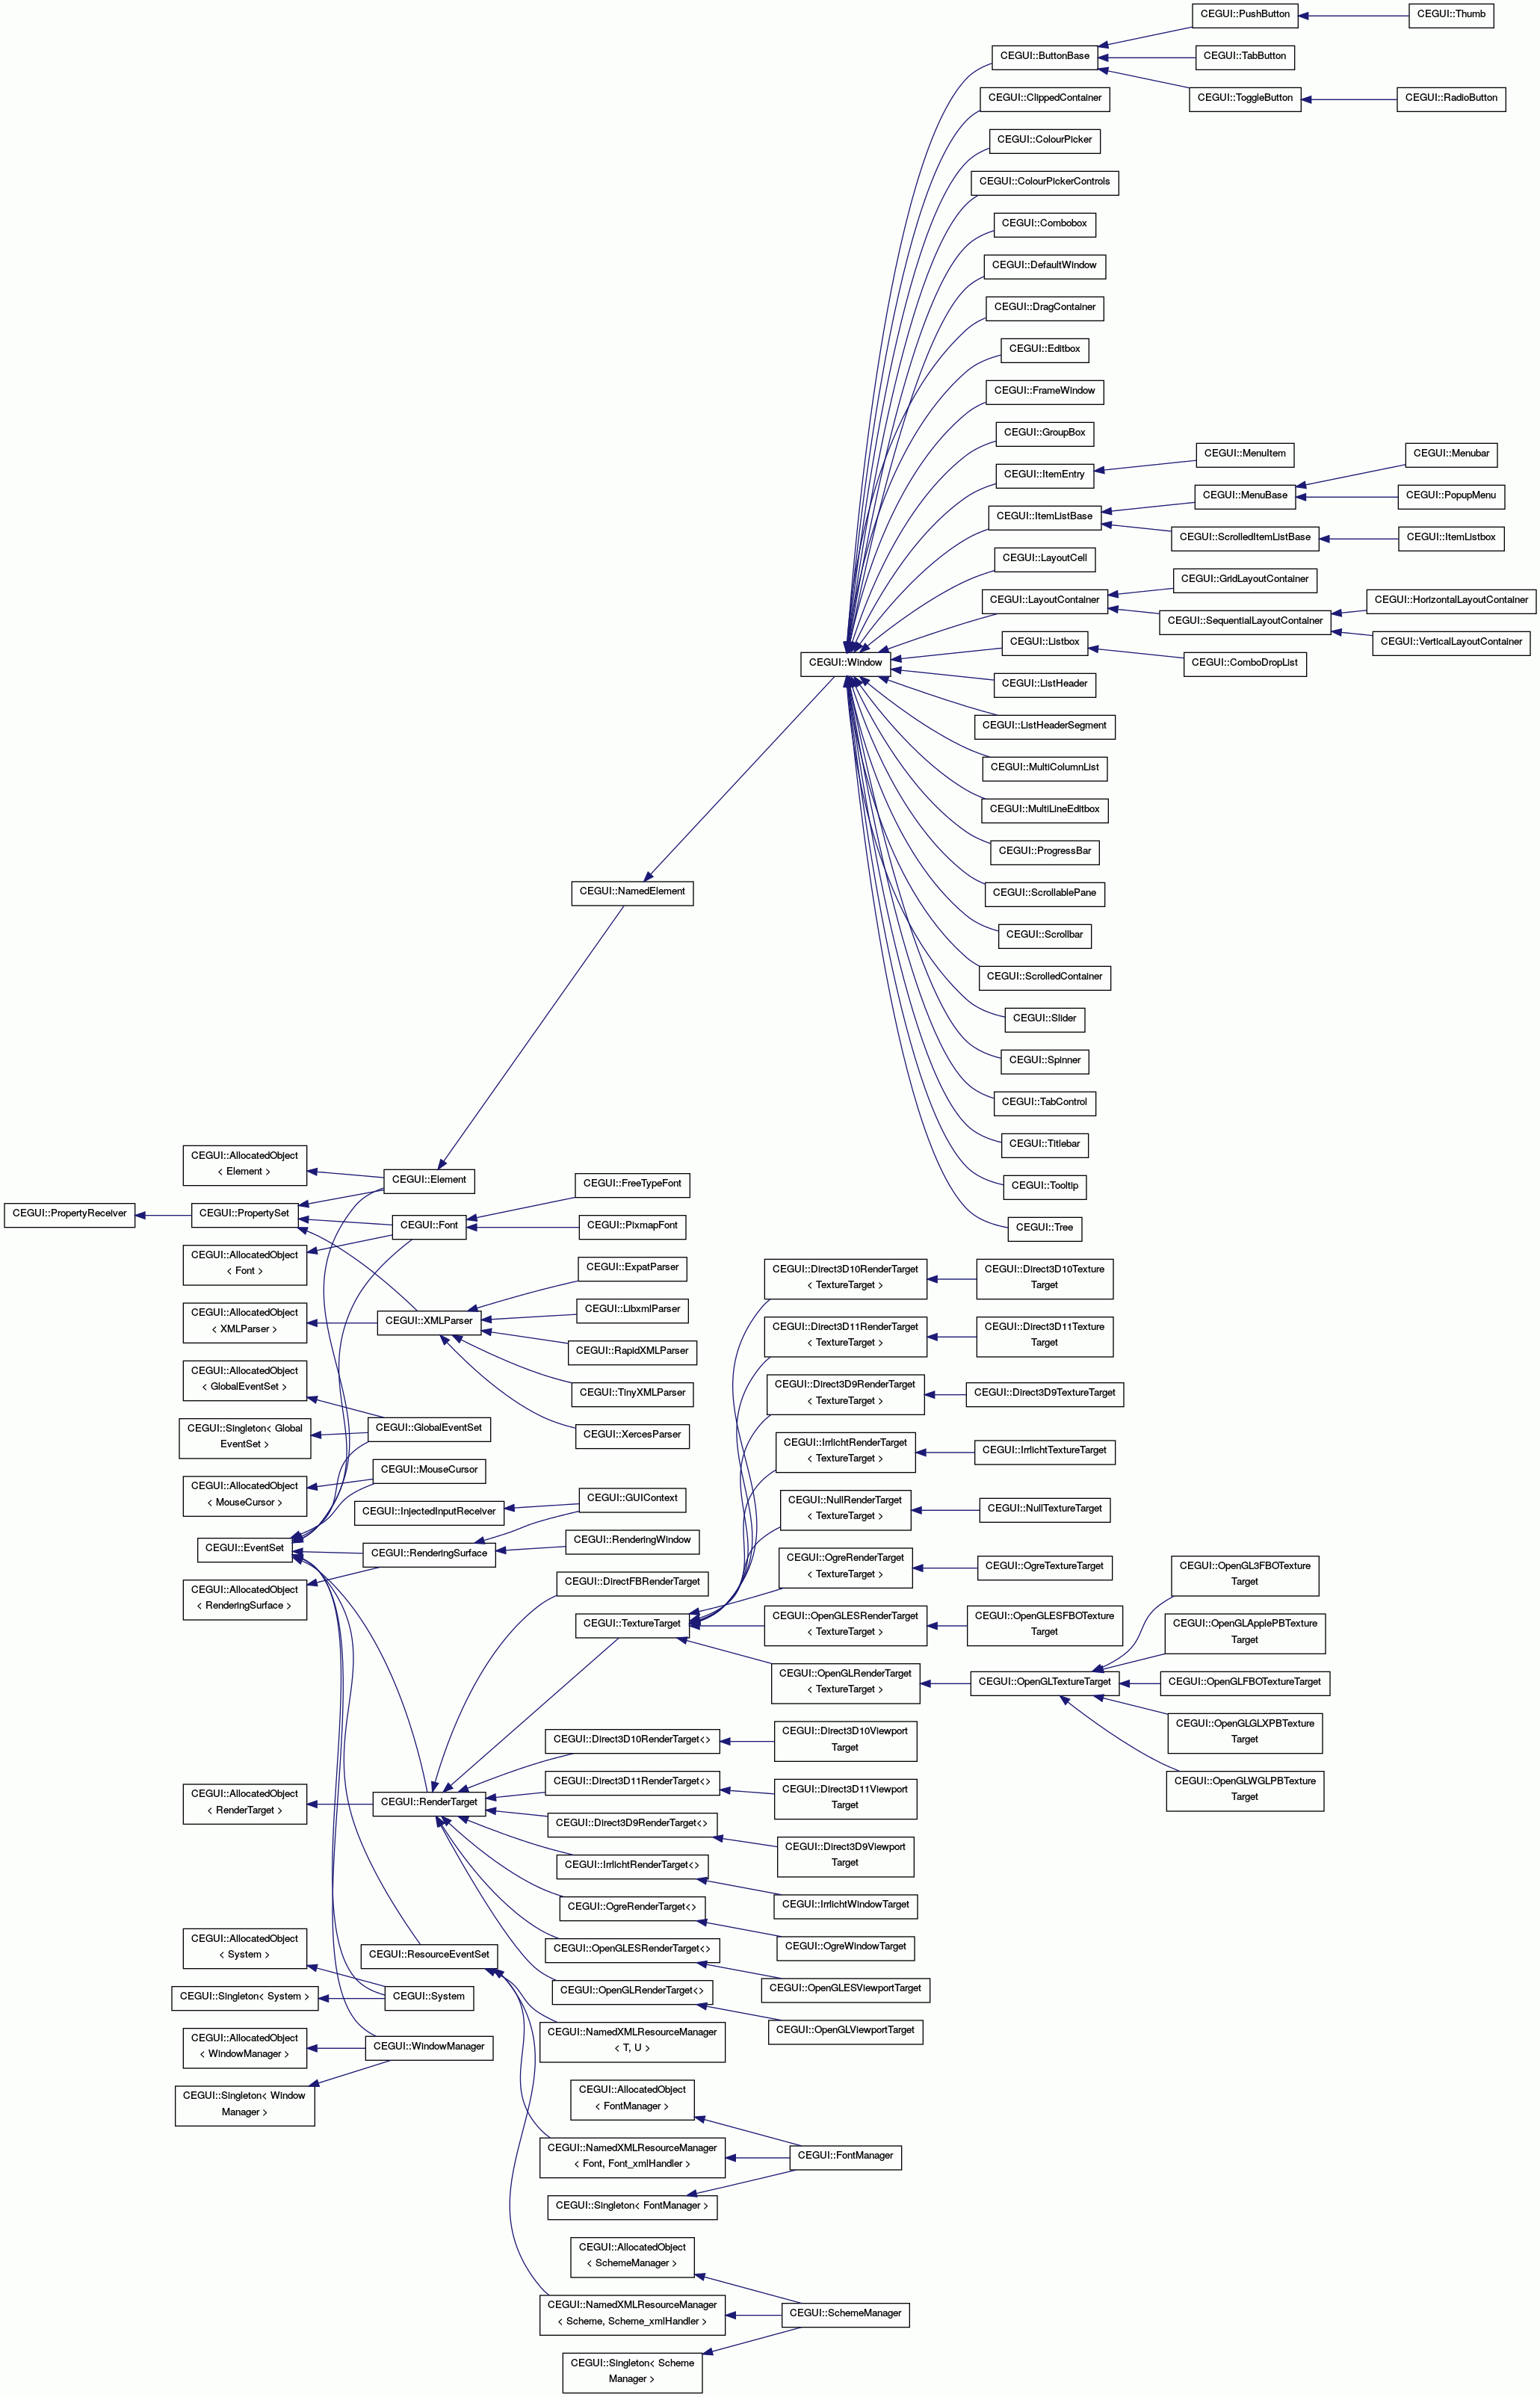 CEGUI::PushButton
CEGUI::Thumb
CEGUI::ButtonBase
CEGUI::TabButton
CEGUI::ToggleButton
CEGUI::RadioButton
CEGUI::ClippedContainer
CEGUI::ColourPicker
CEGUI::ColourPickerControls
CEGUI::Combobox
CEGUI::DefaultWindow
CEGUI::DragContainer
CEGUI::Editbox
CEGUI::FrameWindow
CEGUI::GroupBox
CEGUI::ItemEntry
CEGUI::MenuItem
CEGUI::Menubar
CEGUI::ItemListBase
CEGUI::MenuBase
CEGUI::PopupMenu
CEGUI::ScrolledItemListBase
CEGUI::ItemListbox
CEGUI::LayoutCell
CEGUI::LayoutContainer
CEGUI::GridLayoutContainer
CEGUI::SequentialLayoutContainer
CEGUI::HorizontalLayoutContainer
CEGUI::VerticalLayoutContainer
CEGUI::Window
CEGUI::Listbox
CEGUI::ComboDropList
CEGUI::ListHeader
CEGUI::ListHeaderSegment
CEGUI::MultiColumnList
CEGUI::MultiLineEditbox
CEGUI::ProgressBar
CEGUI::NamedElement
CEGUI::ScrollablePane
CEGUI::Scrollbar
CEGUI::ScrolledContainer
CEGUI::Slider
CEGUI::Spinner
CEGUI::TabControl
CEGUI::Titlebar
CEGUI::Tooltip
CEGUI::Tree
CEGUI::AllocatedObject
< Element >
CEGUI::Element
CEGUI::PropertyReceiver
CEGUI::PropertySet
CEGUI::Font
CEGUI::FreeTypeFont
CEGUI::PixmapFont
CEGUI::AllocatedObject
< Font >
CEGUI::AllocatedObject
< XMLParser >
CEGUI::XMLParser
CEGUI::ExpatParser
CEGUI::LibxmlParser
CEGUI::RapidXMLParser
CEGUI::TinyXMLParser
CEGUI::XercesParser
CEGUI::AllocatedObject
< GlobalEventSet >
CEGUI::Singleton< Global
EventSet >
CEGUI::GlobalEventSet
CEGUI::AllocatedObject
< MouseCursor >
CEGUI::MouseCursor
CEGUI::InjectedInputReceiver
CEGUI::GUIContext
CEGUI::EventSet
CEGUI::RenderingSurface
CEGUI::RenderingWindow
CEGUI::AllocatedObject
< RenderingSurface >
CEGUI::DirectFBRenderTarget
CEGUI::TextureTarget
CEGUI::Direct3D10RenderTarget
< TextureTarget >
CEGUI::Direct3D10Texture
Target
CEGUI::Direct3D11RenderTarget
< TextureTarget >
CEGUI::Direct3D11Texture
Target
CEGUI::Direct3D9RenderTarget
< TextureTarget >
CEGUI::Direct3D9TextureTarget
CEGUI::IrrlichtRenderTarget
< TextureTarget >
CEGUI::IrrlichtTextureTarget
CEGUI::NullRenderTarget
< TextureTarget >
CEGUI::NullTextureTarget
CEGUI::OgreRenderTarget
< TextureTarget >
CEGUI::OgreTextureTarget
CEGUI::OpenGLESRenderTarget
< TextureTarget >
CEGUI::OpenGLESFBOTexture
Target
CEGUI::OpenGLRenderTarget
< TextureTarget >
CEGUI::OpenGLTextureTarget
CEGUI::OpenGL3FBOTexture
Target
CEGUI::OpenGLApplePBTexture
Target
CEGUI::OpenGLFBOTextureTarget
CEGUI::OpenGLGLXPBTexture
Target
CEGUI::OpenGLWGLPBTexture
Target
CEGUI::AllocatedObject
< RenderTarget >
CEGUI::RenderTarget
CEGUI::Direct3D10RenderTarget<>
CEGUI::Direct3D10Viewport
Target
CEGUI::Direct3D11RenderTarget<>
CEGUI::Direct3D11Viewport
Target
CEGUI::Direct3D9RenderTarget<>
CEGUI::Direct3D9Viewport
Target
CEGUI::IrrlichtRenderTarget<>
CEGUI::IrrlichtWindowTarget
CEGUI::OgreRenderTarget<>
CEGUI::OgreWindowTarget
CEGUI::OpenGLESRenderTarget<>
CEGUI::OpenGLESViewportTarget
CEGUI::OpenGLRenderTarget<>
CEGUI::OpenGLViewportTarget
CEGUI::AllocatedObject
< System >
CEGUI::ResourceEventSet
CEGUI::Singleton< System >
CEGUI::System
CEGUI::AllocatedObject
< WindowManager >
CEGUI::WindowManager
CEGUI::Singleton< Window
Manager >
CEGUI::NamedXMLResourceManager
< T, U >
CEGUI::AllocatedObject
< FontManager >
CEGUI::NamedXMLResourceManager
< Font, Font_xmlHandler >
CEGUI::FontManager
CEGUI::Singleton< FontManager >
CEGUI::AllocatedObject
< SchemeManager >
CEGUI::NamedXMLResourceManager
< Scheme, Scheme_xmlHandler >
CEGUI::SchemeManager
CEGUI::Singleton< Scheme
Manager >